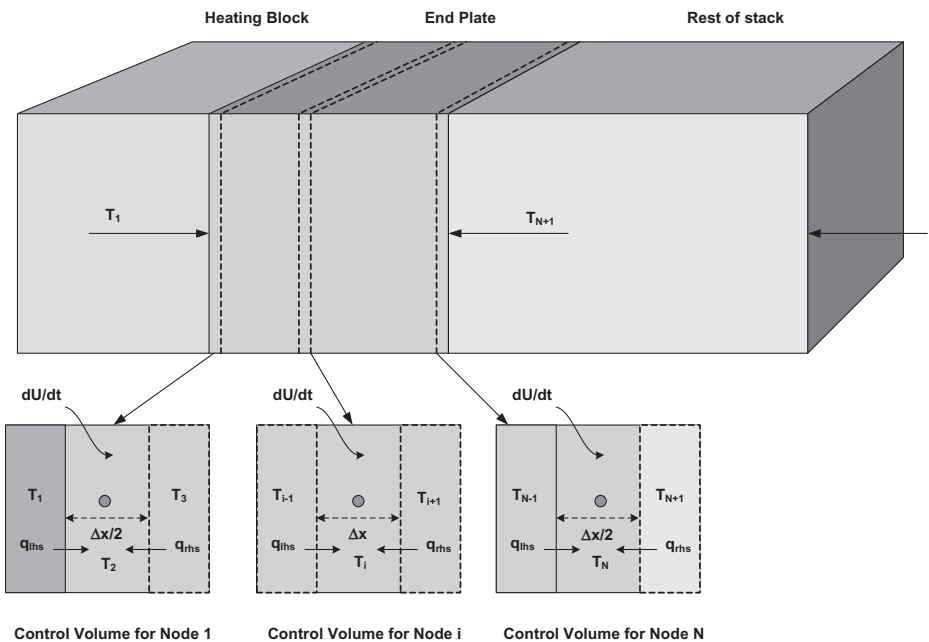 Heating Block
End Plate
Rest of stack
T1
TN+1
dU/dt
dU/dt
dU/dt
T1
T3
Δx/2
qlhs
qrhs
T2
Ti-1
Ti+1
Δx
qlhs
qrhs
Ti
TN-1
TN+1
Δx/2
qlhs
qrhs
TN
Control Volume for Node 1
Control Volume for Node i
Control Volume for Node N